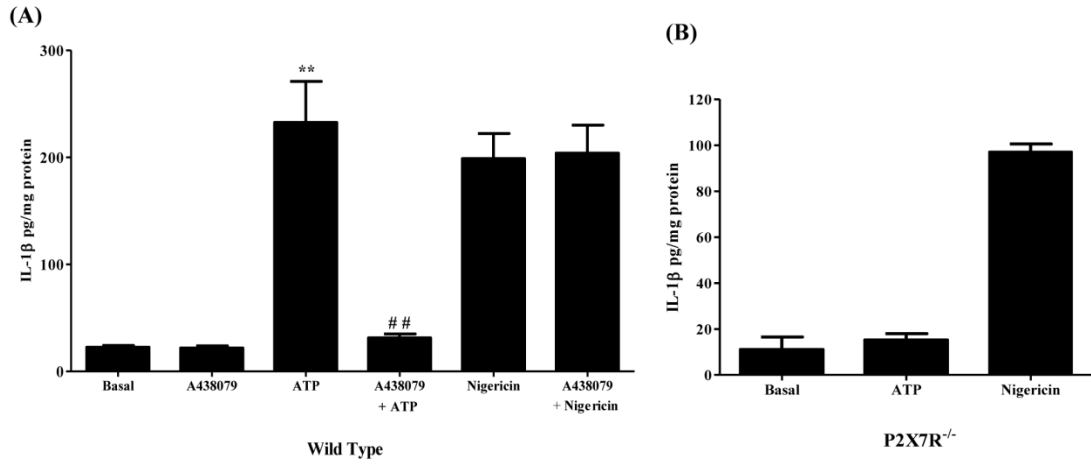 (A)
300
200
100
0
IL-1β pg/mg protein
**
# #
Basal
A438079
ATP
A438079
+ ATP
Nigericin
A438079
+ Nigericin
Wild Type
(B)
120
100
80
60
40
20
0
IL-1β pg/mg protein
Basal
ATP
Nigericin
P2X7R-/-